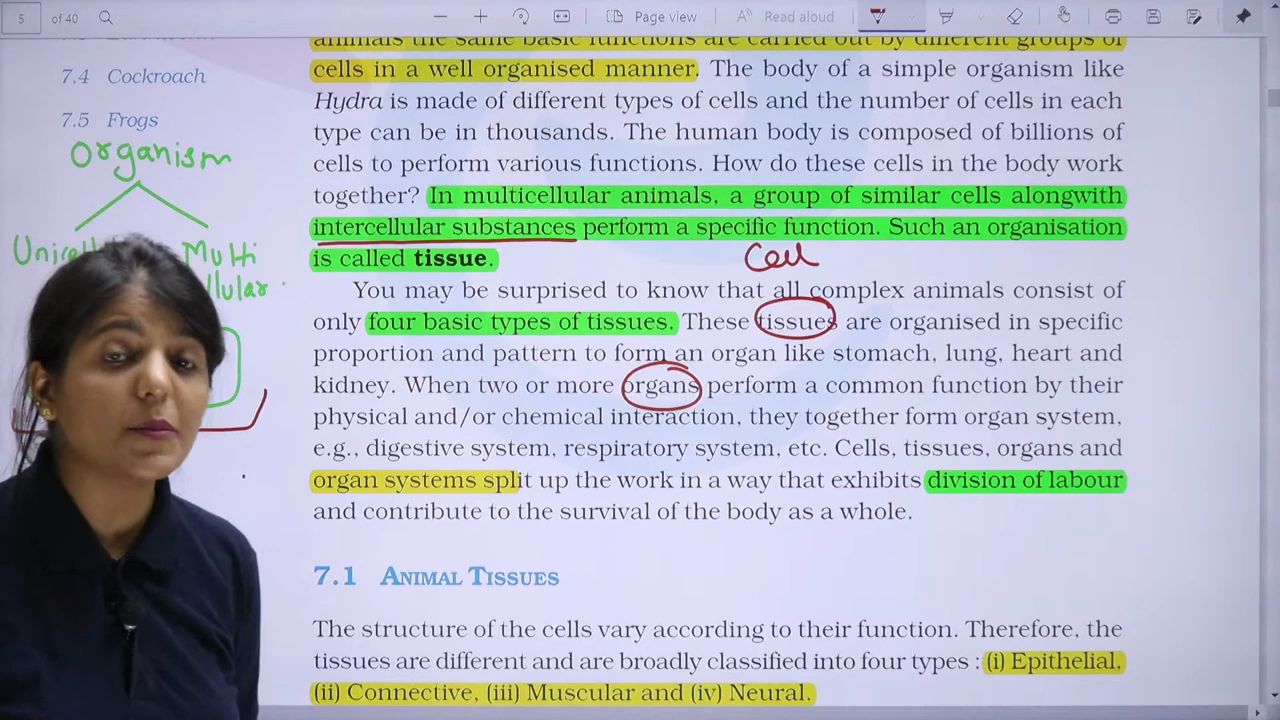 5 of 40
Page view
Read aloud
7.4 Cockroach
7.5 Frogs
Organism
Multi
llular
animals the same basic functions are carried out by different groups of
cells in a well organised manner. The body of a simple organism like
Hydra is made of different types of cells and the number of cells in each
type can be in thousands. The human body is composed of billions of
cells to perform various functions. How do these cells in the body work
together? In multicellular animals, a group of similar cells alongwith
intercellular substances perform a specific function. Such an organisation
is called tissue.
Cell
You may be surprised to know that all complex animals consist of
only four basic types of tissues. These tissues are organised in specific
proportion and pattern to form an organ like stomach, lung, heart and
kidney. When two or more organs perform a common function by their
physical and/or chemical interaction, they together form organ system,
e.g., digestive system, respiratory system, etc. Cells, tissues, organs and
organ systems split up the work in a way that exhibits division of labour
and contribute to the survival of the body as a whole.
7.1 ANIMAL TISSUES
The structure of the cells vary according to their function. Therefore, the
tissues are different and are broadly classified into four types : (i) Epithelial,
(ii) Connective, (iii) Muscular and (iv) Neural.